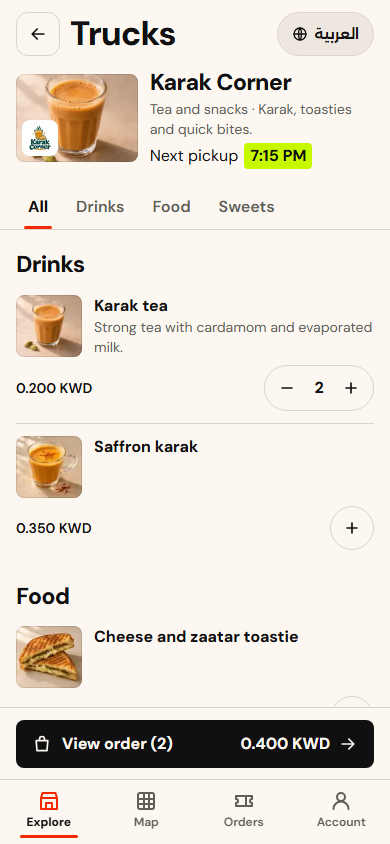 Trucks
العربية
Karak Corner
Karak
Corner
Tea and snacks · Karak, toasties
and quick bites.
Next pickup 7:15 PM
All Drinks Food Sweets
Drinks
Karak tea
Strong tea with cardamom and evaporated
milk.
0.200 KWD
2
Saffron karak
0.350 KWD
Food
Cheese and zaatar toastie
View order (2) 0.400 KWD
Explore Map Orders Account